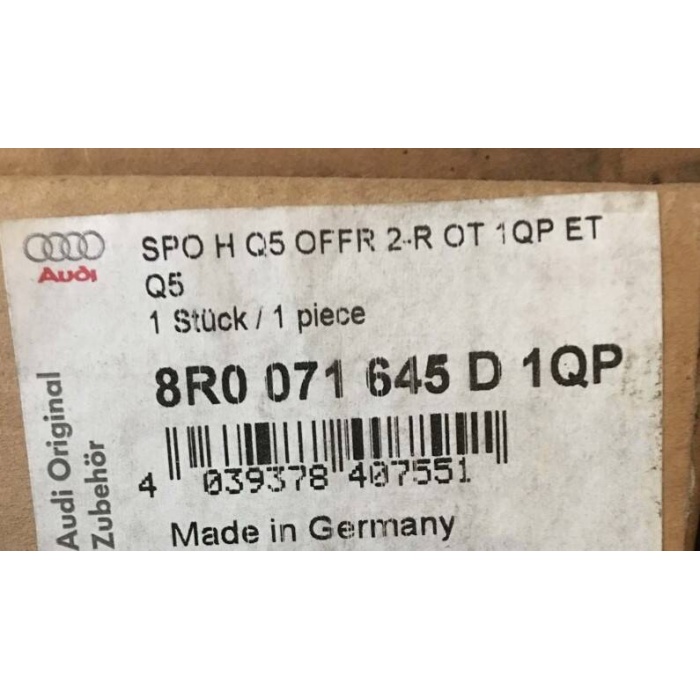 Audi
SPO H Q5 OFFR 2-R OT 1QP ET
Q5
1 Stück / 1 piece
8R0 071 645 D 1QP
4 039378 407551
Made in Germany
Audi Original
Zubehör